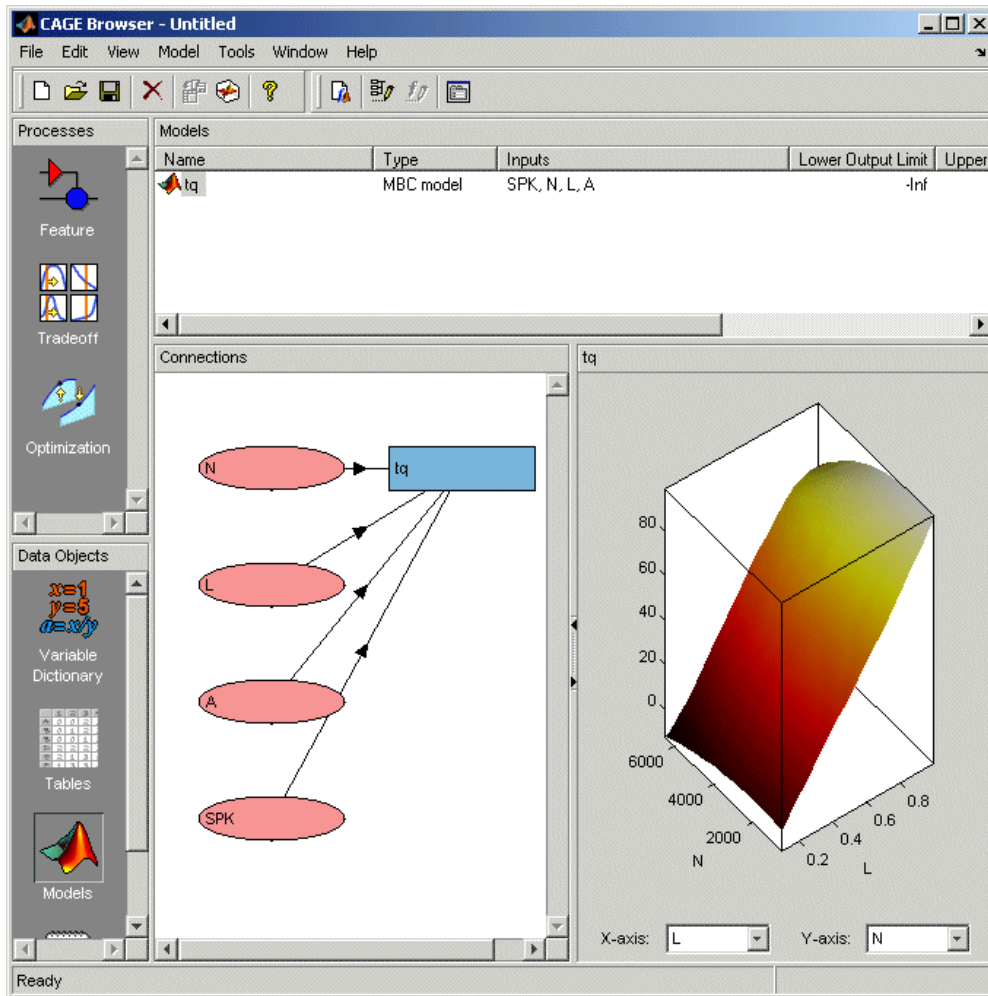 CAGE Browser - Untitled
File Edit View Model Tools Window Help
Processes
Feature
Tradeoff
Optimization
Data Objects
x=1
y=5
a=x/y
Variable
Dictionary
Tables
Models
Models
Name Type Inputs Lower Output Limit Upper
tq MBC model SPK, N, L, A -Inf
Connections
N
tq
L
A
SPK
tq
80
60
40
20
0
6000
4000
2000
N
0.2
0.4
0.6
0.8
L
X-axis: L Y-axis: N
Ready